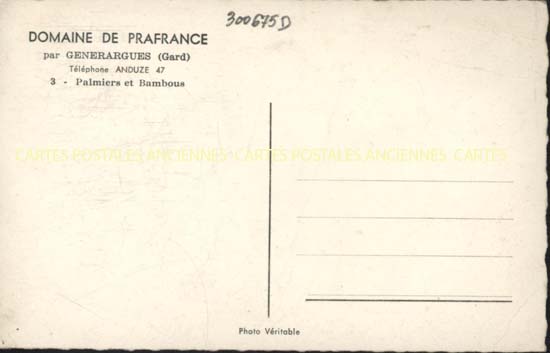 300675D
DOMAINE DE PRAFRANCE
par GENERARGUES (Gard)
Téléphone ANDUZE 47
3 - Palmiers et Bambous
CARTES POSTALES ANCIENNES CARTES POSTALES ANCIENNES CARTES
Photo Véritable